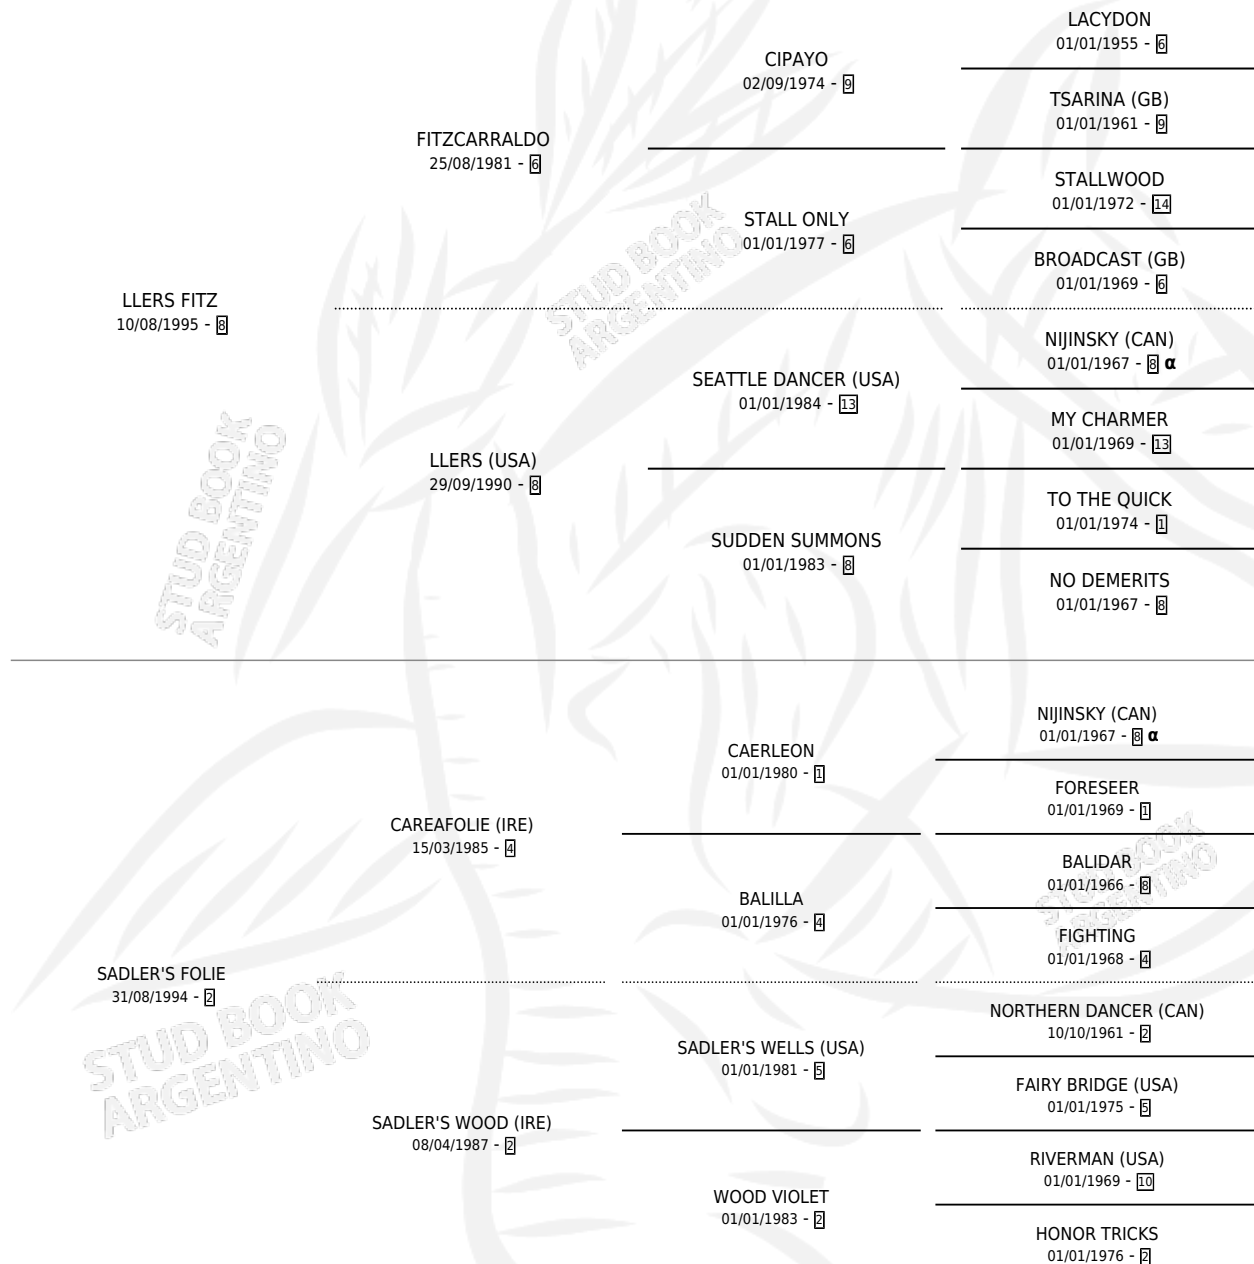 LACYDON
01/01/1955 - 6
CIPAYO
02/09/1974 - 9
TSARINA (GB)
01/01/1961 - 9
FITZCARRALDO
25/08/1981 - 6
STALLWOOD
01/01/1972 - 14
STALL ONLY
01/01/1977 - 6
BROADCAST (GB)
01/01/1969 - 6
LLERS FITZ
10/08/1995 - 8
NIJINSKY (CAN)
01/01/1967 - 8 α
SEATTLE DANCER (USA)
01/01/1984 - 13
MY CHARMER
01/01/1969 - 13
LLERS (USA)
29/09/1990 - 8
TO THE QUICK
01/01/1974 - 1
SUDDEN SUMMONS
01/01/1983 - 8
NO DEMERITS
01/01/1967 - 8
NIJINSKY (CAN)
01/01/1967 - 8 α
CAERLEON
01/01/1980 - 1
FORESEER
01/01/1969 - 1
CAREAFOLIE (IRE)
15/03/1985 - 4
BALIDAR
01/01/1966 - 8
BALILLA
01/01/1976 - 4
FIGHTING
01/01/1968 - 4
SADLER'S FOLIE
31/08/1994 - 2
NORTHERN DANCER (CAN)
10/10/1961 - 2
SADLER'S WELLS (USA)
01/01/1981 - 5
FAIRY BRIDGE (USA)
01/01/1975 - 5
SADLER'S WOOD (IRE)
08/04/1987 - 2
RIVERMAN (USA)
01/01/1969 - 10
WOOD VIOLET
01/01/1983 - 2
HONOR TRICKS
01/01/1976 - 2
STUD BOOK
ARGENTINO
STUD BOOK
ARGENTINO
STUD BOOK
ARGENTINO
STUD BOOK
ARGENTINO